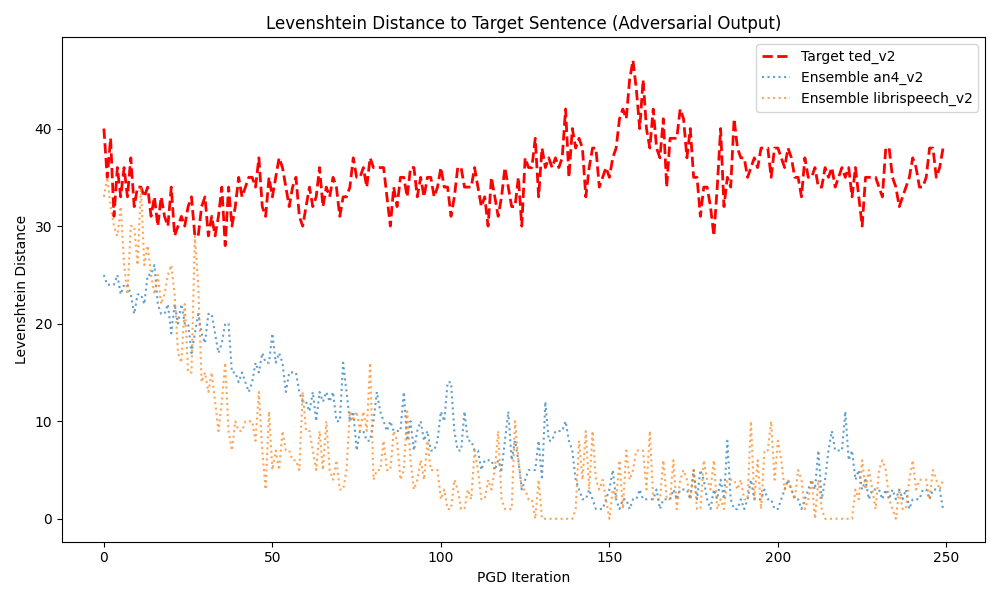 Levenshtein Distance to Target Sentence (Adversarial Output)
Target ted_v2
Ensemble an4_v2
Ensemble librispeech_v2
Levenshtein Distance
40
30
20
10
0
0 50 100 150 200 250
PGD Iteration